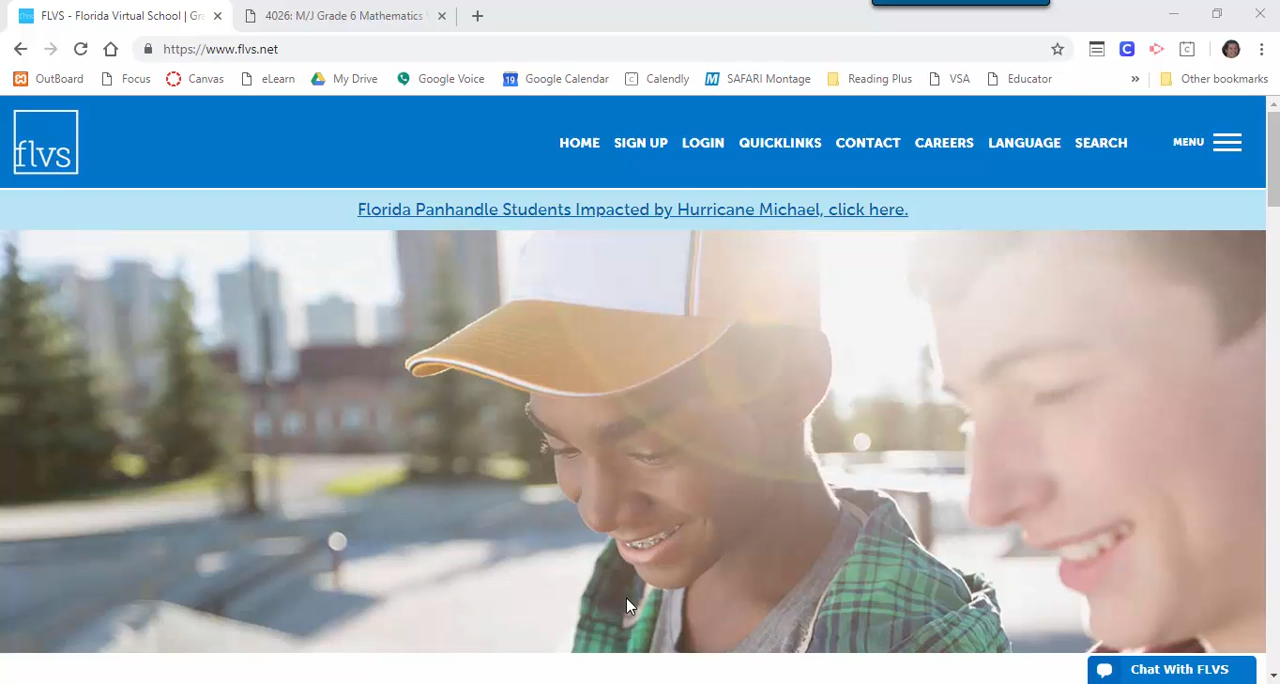 FLVS - Florida Virtual School | Gr
4026: M/J Grade 6 Mathematics
https://www.flvs.net
OutBoard Focus Canvas eLearn My Drive Google Voice 19 Google Calendar C Calendly M SAFARI Montage Reading Plus VSA Educator » Other bookmarks
flvs
HOME SIGN UP LOGIN QUICKLINKS CONTACT CAREERS LANGUAGE SEARCH MENU
Florida Panhandle Students Impacted by Hurricane Michael, click here.
Chat With FLVS